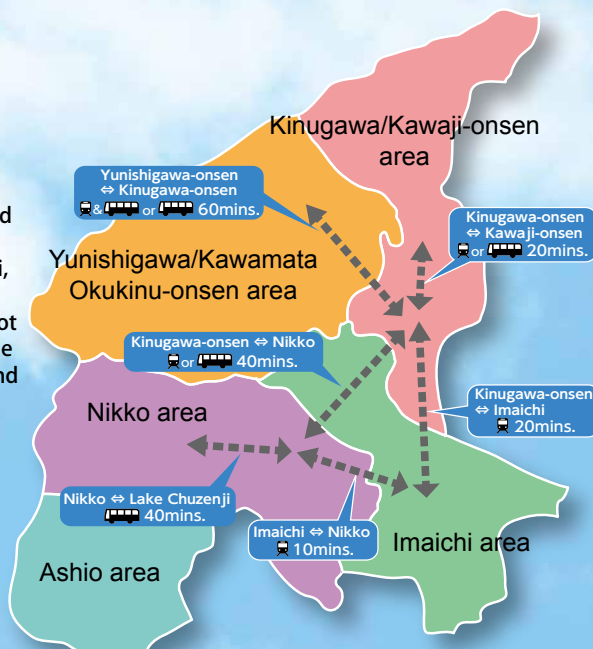 d
i,
ot
e
nd
Kinugawa/Kawaji-onsen
area
Yunishigawa-onsen
⇔ Kinugawa-onsen
& or 60mins.
Kinugawa-onsen
⇔ Kawaji-onsen
or 20mins.
Yunishigawa/Kawamata
Okukinu-onsen area
Kinugawa-onsen ⇔ Nikko
or 40mins.
Kinugawa-onsen
⇔ Imaichi
20mins.
Nikko area
Nikko ⇔ Lake Chuzenji
40mins.
Imaichi ⇔ Nikko
10mins.
Imaichi area
Ashio area